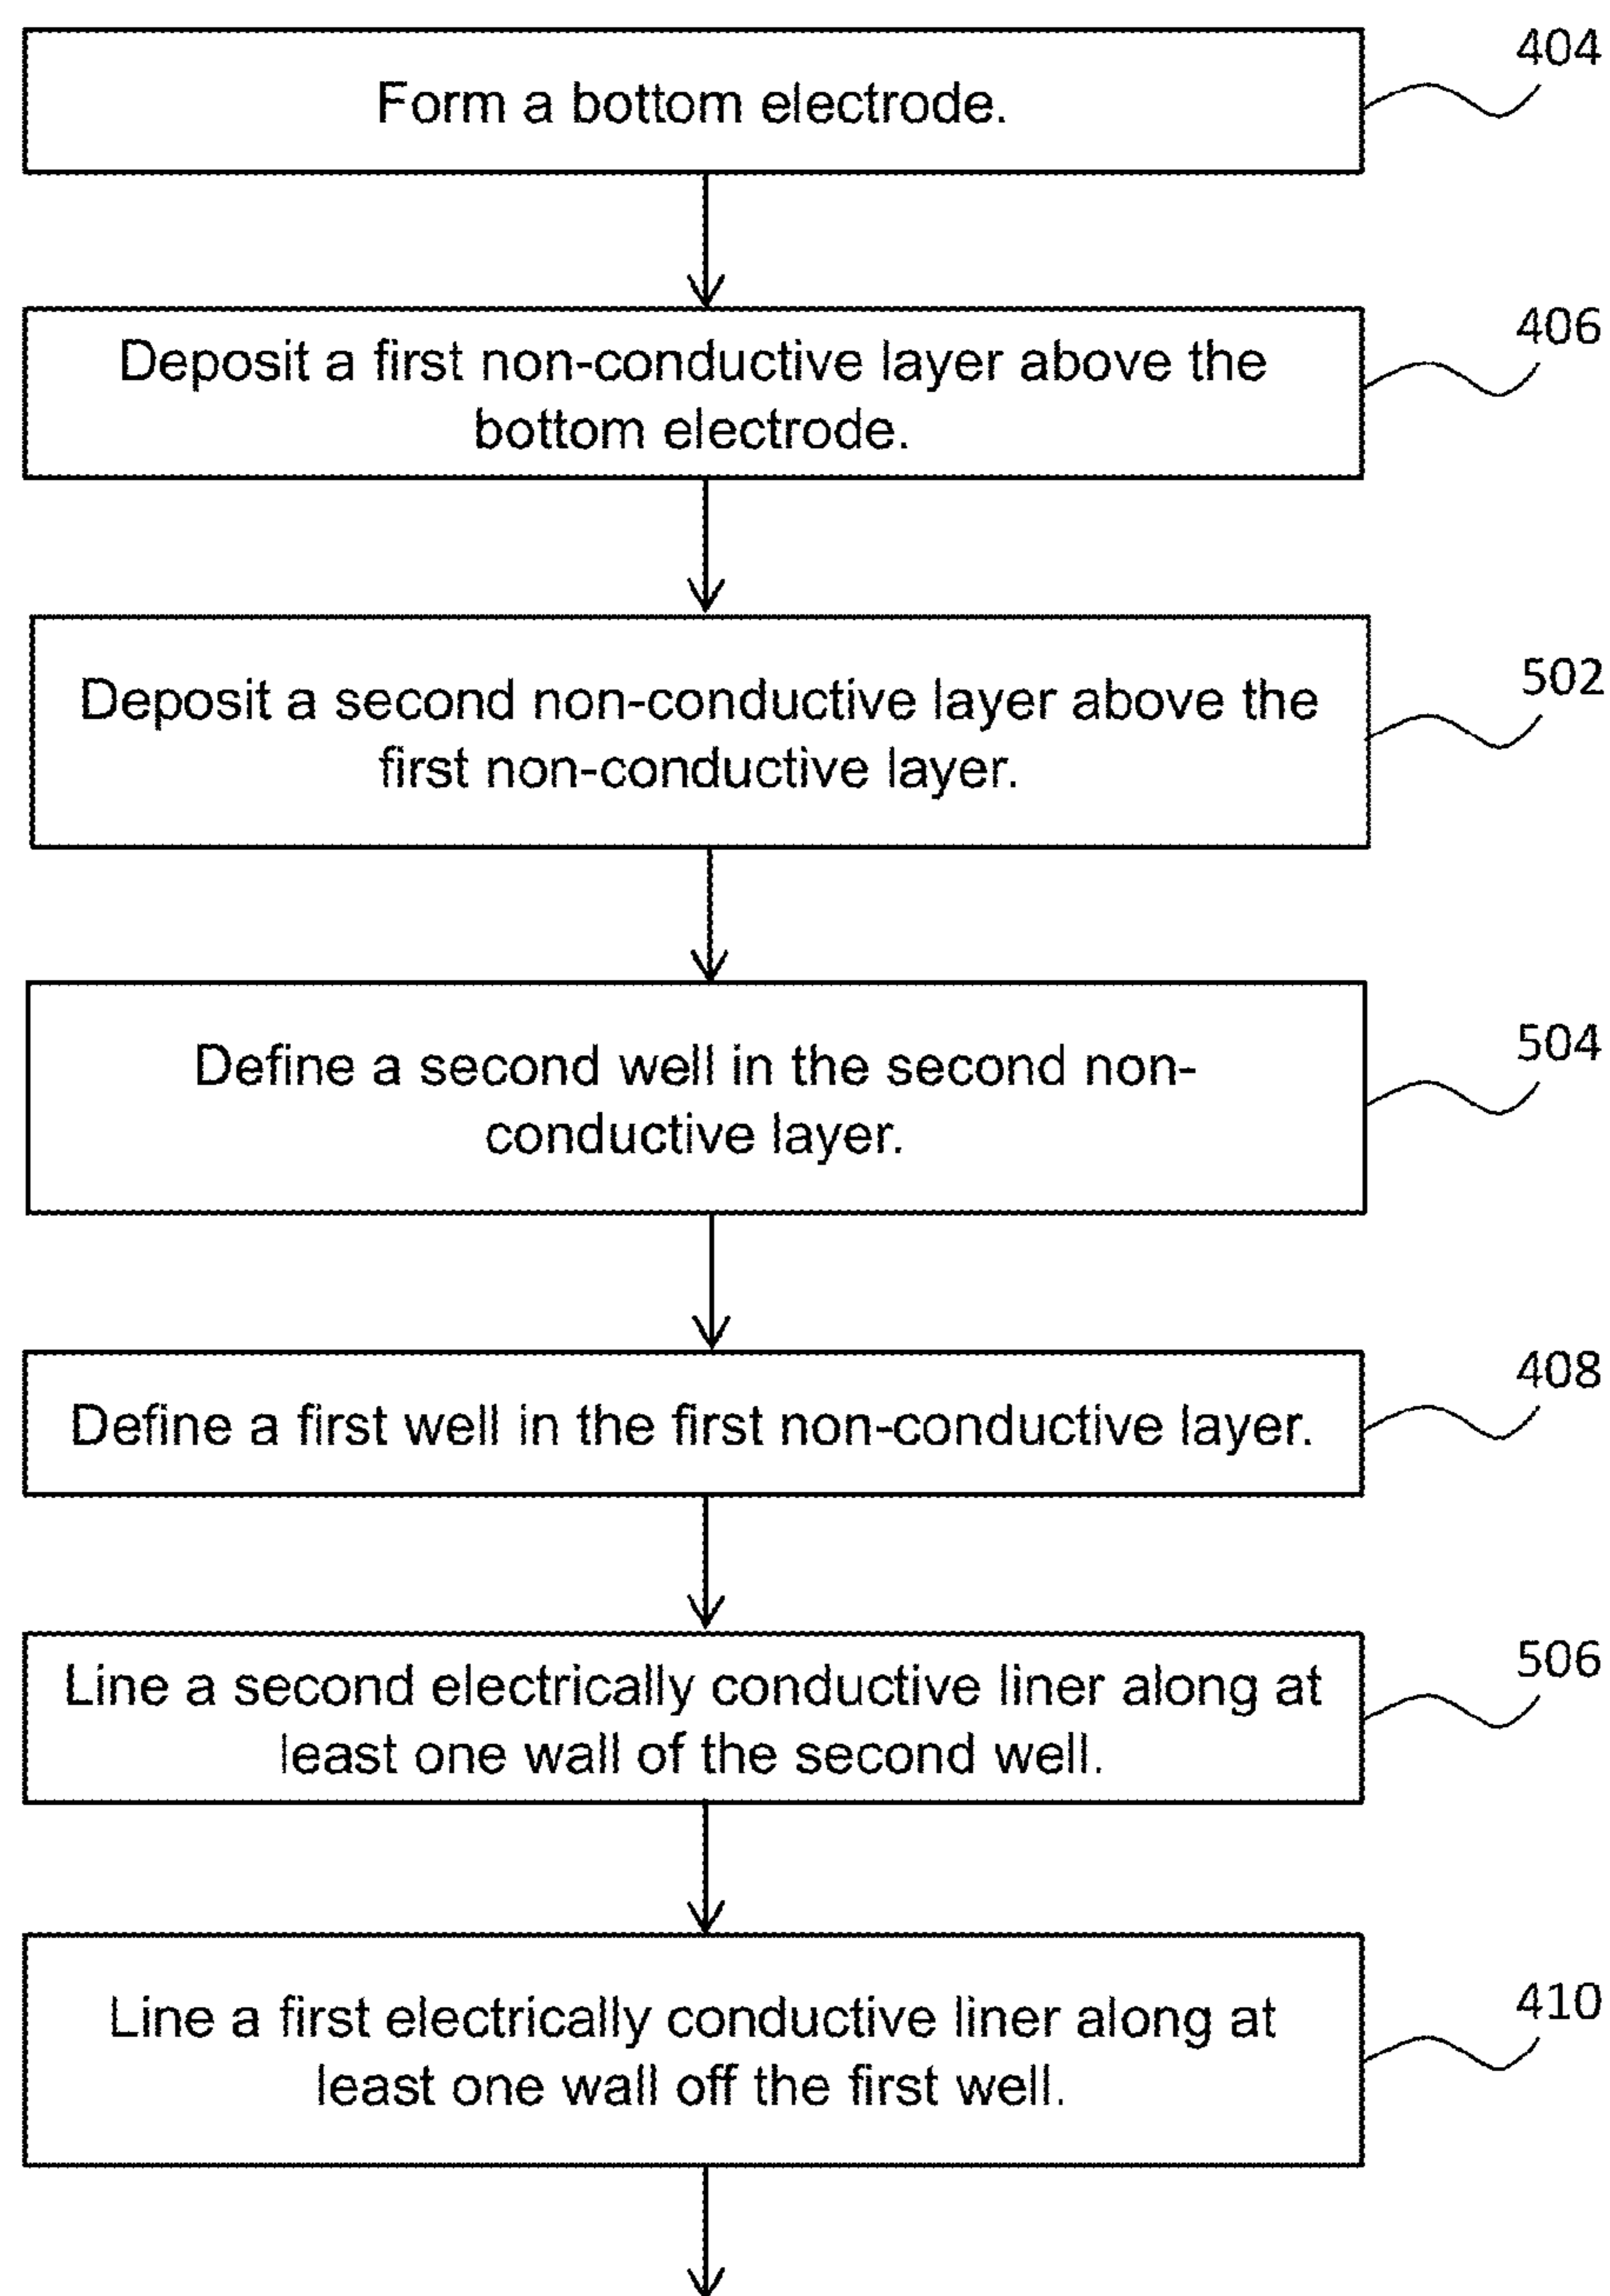 404
Form a bottom electrode.
406
Deposit a first non-conductive layer above the
bottom electrode.
502
Deposit a second non-conductive layer above the
first non-conductive layer.
504
Define a second well in the second non-
conductive layer.
408
Define a first well in the first non-conductive layer.
506
Line a second electrically conductive liner along at
least one wall of the second well.
410
Line a first electrically conductive liner along at
least one wall off the first well.